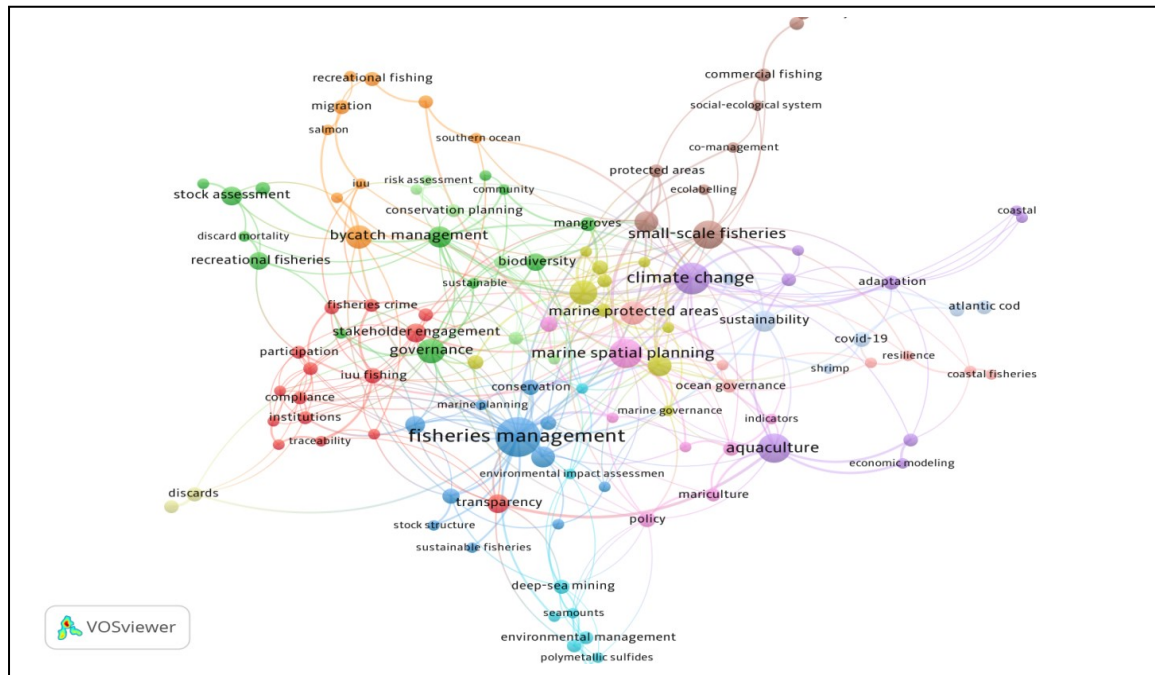 recreational fishing
commercial fishing
migration
social-ecological system
salmon
southern ocean
co-management
protected areas
iuu
risk assessment
community
ecolabelling
stock assessment
conservation planning
mangroves
coastal
discard mortality
bycatch management
small-scale fisheries
recreational fisheries
biodiversity
sustainable
climate change
adaptation
fisheries crime
marine protected areas
atlantic cod
stakeholder engagement
sustainability
participation
governance
marine spatial planning
covid-19
resilience
iuu fishing
shrimp
coastal fisheries
compliance
conservation
ocean governance
marine planning
marine governance
indicators
institutions
traceability
fisheries management
aquaculture
economic modeling
environmental impact assessmen
discards
mariculture
transparency
policy
stock structure
sustainable fisheries
deep-sea mining
seamounts
environmental management
polymetallic sulfides
VOSviewer